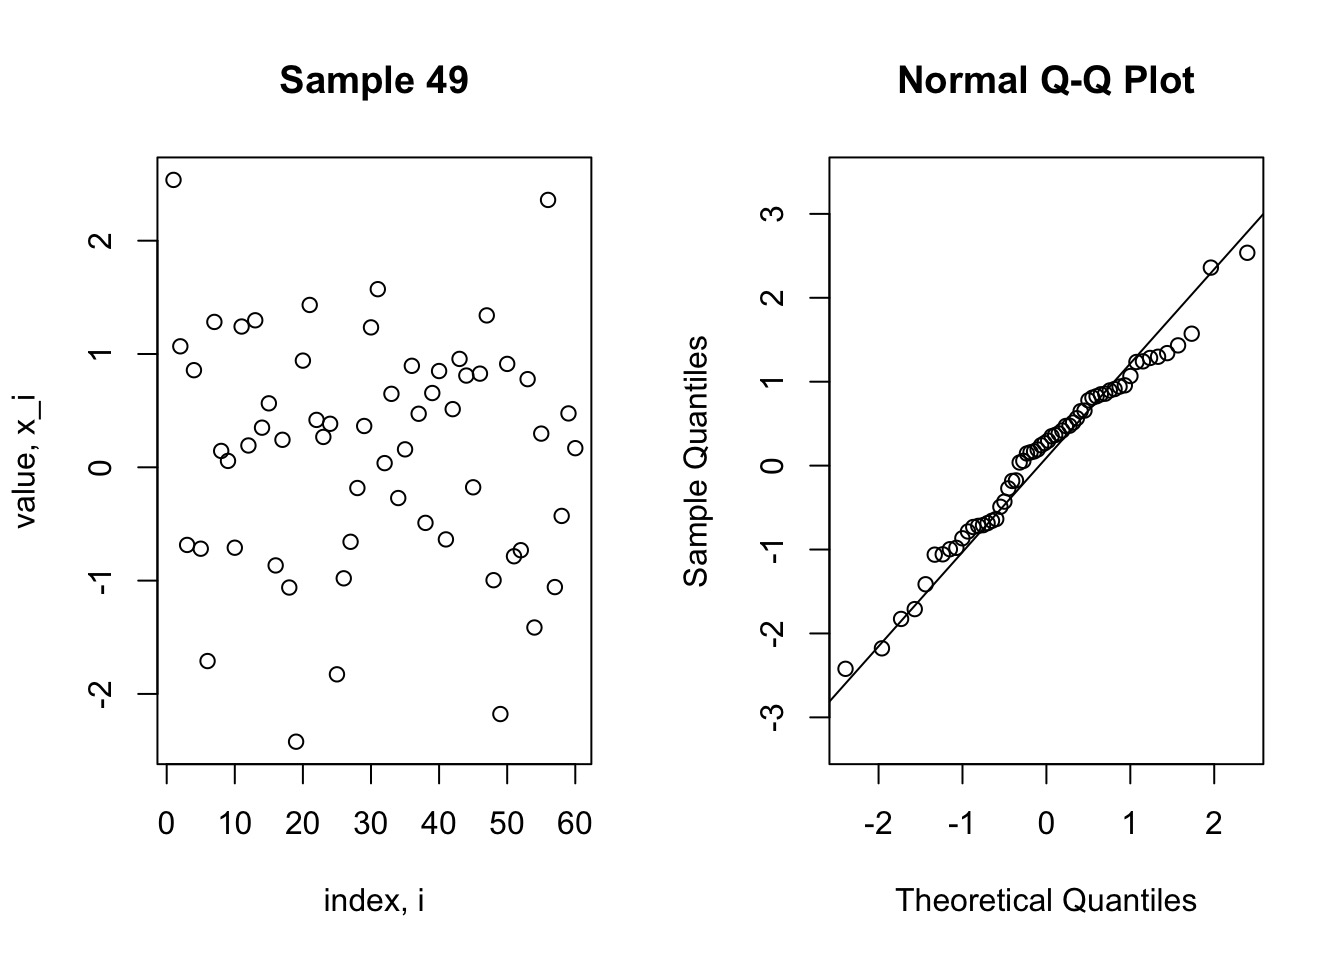 Sample 49
value, x_i
2
1
0
-1
-2
0 10 20 30 40 50 60
index, i
Normal Q-Q Plot
Sample Quantiles
3
2
1
0
-1
-2
-3
-2 -1 0 1 2
Theoretical Quantiles